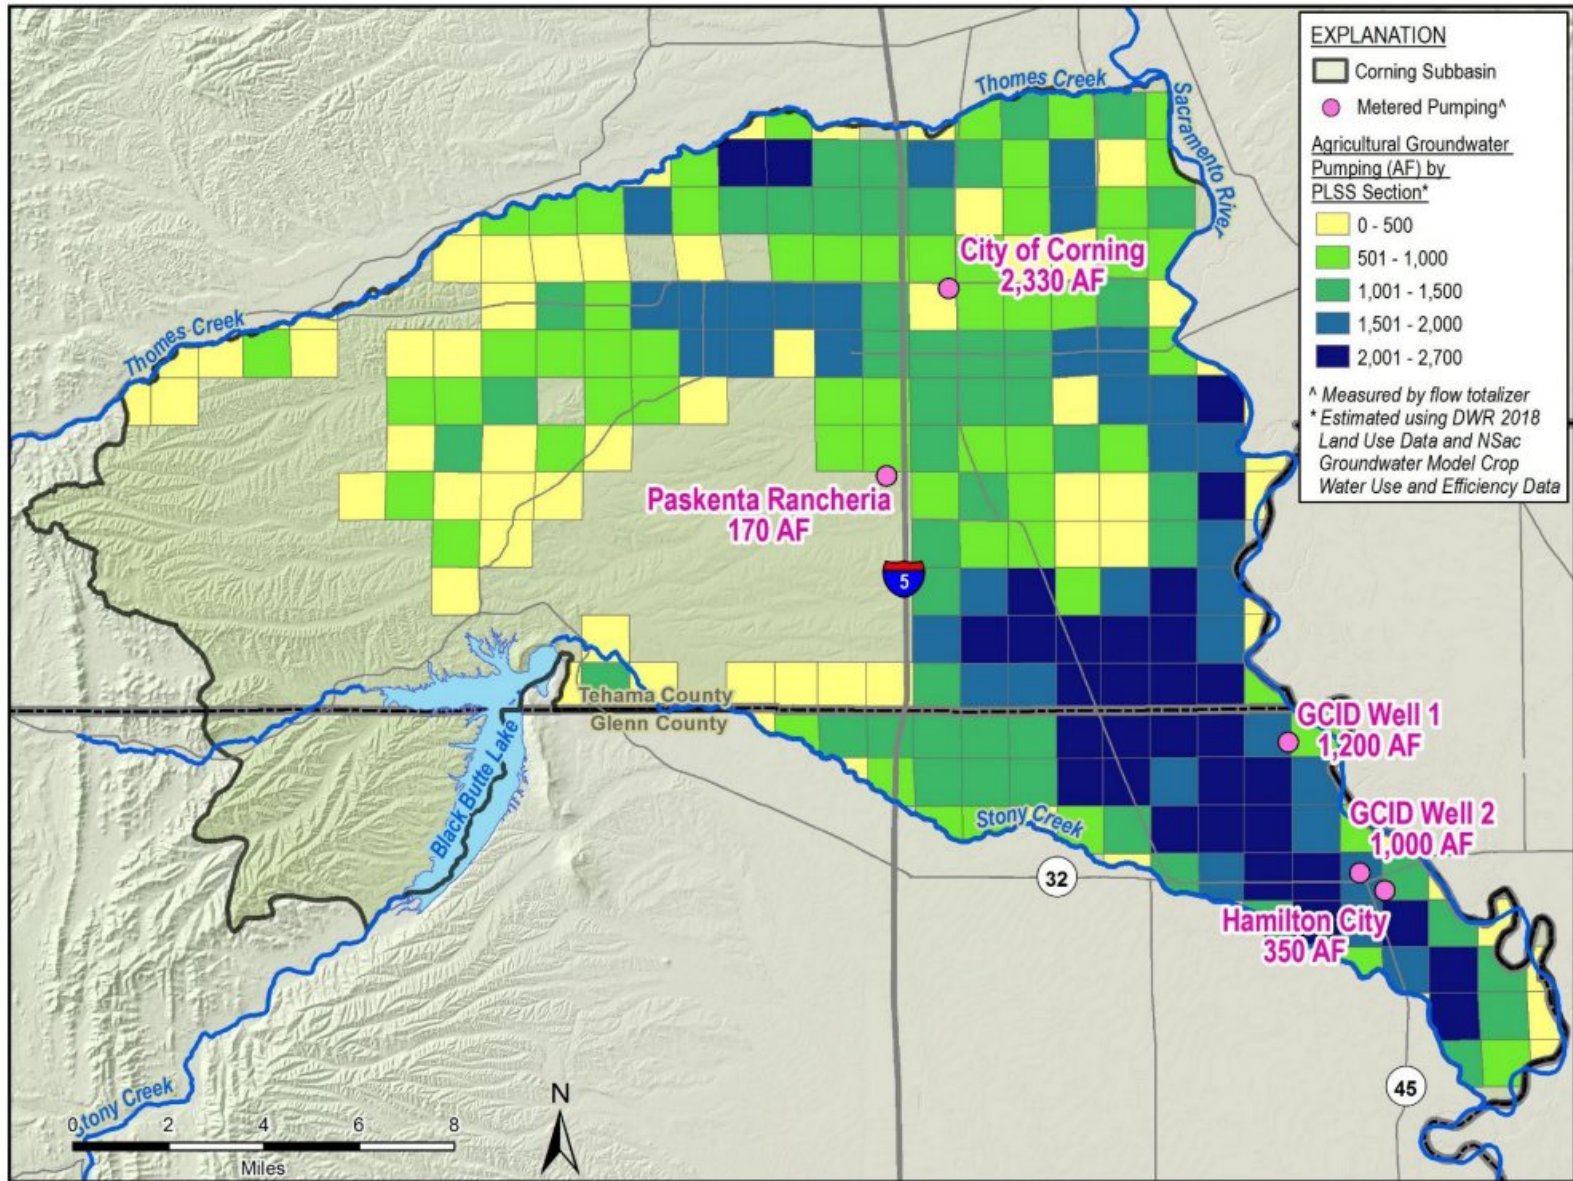 EXPLANATION
Corning Subbasin
Metered Pumping^
Agricultural Groundwater
Pumping (AF) by
PLSS Section*
0 - 500
501 - 1,000
1,001 - 1,500
1,501 - 2,000
2,001 - 2,700
^ Measured by flow totalizer
* Estimated using DWR 2018
Land Use Data and NSac
Groundwater Model Crop
Water Use and Efficiency Data
Thomes Creek
Sacramento River
City of Corning
2,330 AF
Thomes Creek
Paskenta Rancheria
170 AF
5
Tehama County
Glenn County
Black Butte Lake
GCID Well 1
1,200 AF
GCID Well 2
1,000 AF
Stony Creek
32
Hamilton City
350 AF
45
Stony Creek
N
0 2 4 6 8
Miles